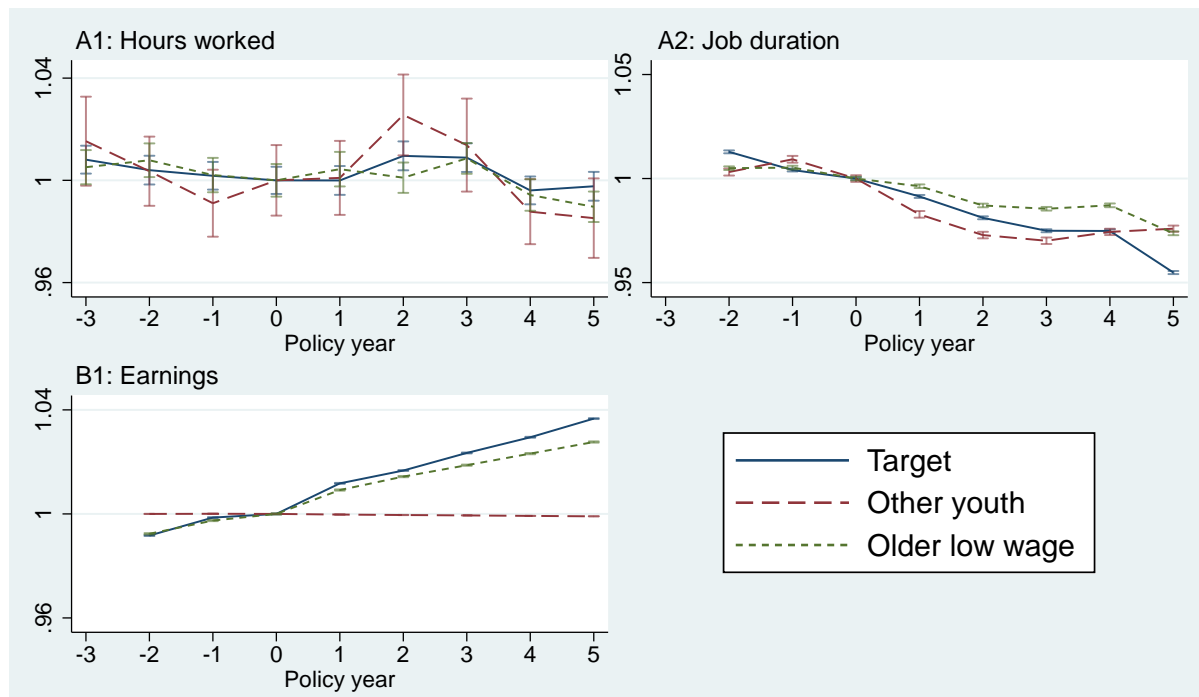 A1: Hours worked
1.04
1
.96
-3 -2 -1 0 1 2 3 4 5
Policy year
A2: Job duration
1.05
1
.95
-3 -2 -1 0 1 2 3 4 5
Policy year
B1: Earnings
1.04
1
.96
-3 -2 -1 0 1 2 3 4 5
Policy year
Target
Other youth
Older low wage